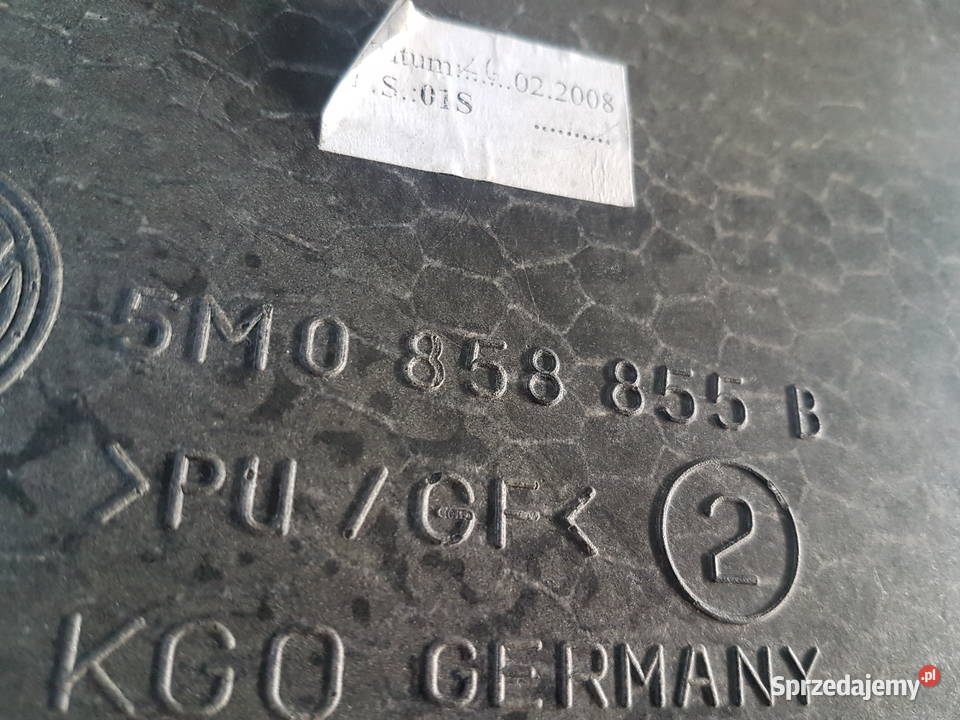 .02.2008
.S.:01S
..........
5M0 858 855 B
>PU/GF<
2
KGO GERMANY
Sprzedajemy.pl